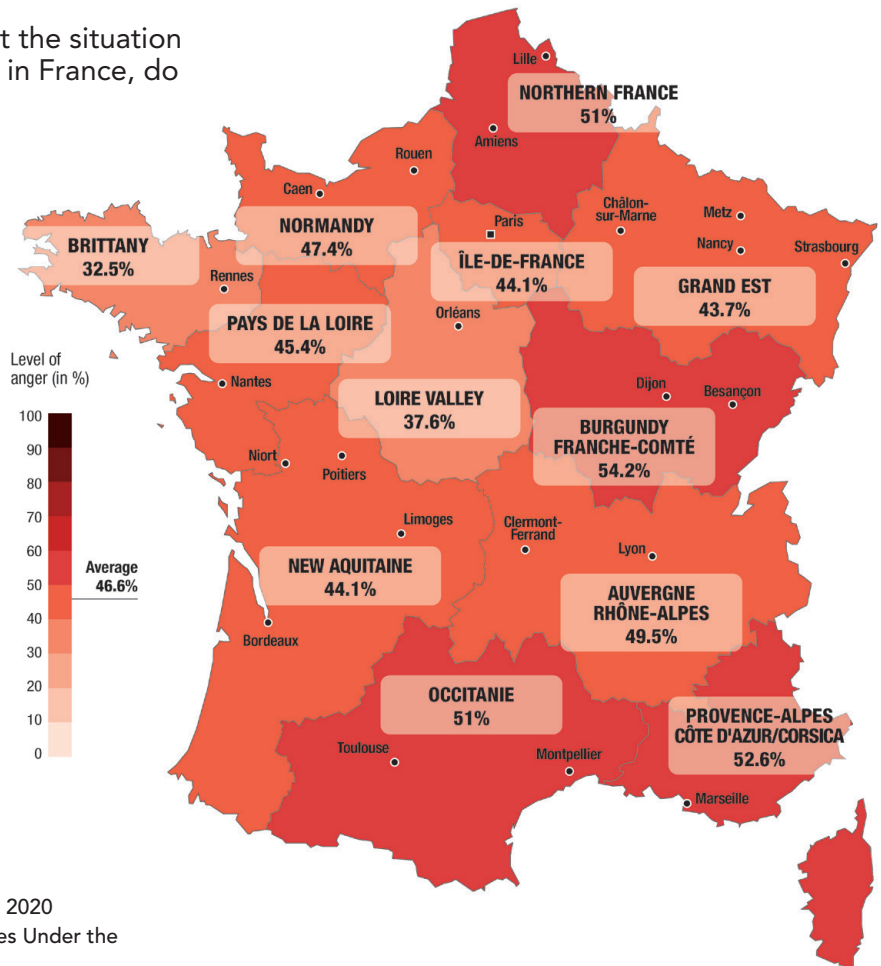 t the situation
in France, do
Lille
NORTHERN FRANCE
51%
Amiens
Rouen
Caen
NORMANDY
47.4%
Paris
ÎLE-DE-FRANCE
44.1%
Châlon-
sur-Marne
Metz
Nancy
Strasbourg
GRAND EST
43.7%
BRITTANY
32.5%
Rennes
PAYS DE LA LOIRE
45.4%
Nantes
Orléans
LOIRE VALLEY
37.6%
Dijon
Besançon
BURGUNDY
FRANCHE-COMTÉ
54.2%
Level of
anger (in %)
100
90
80
70
60
50
40
30
20
10
0
Average
46.6%
Niort
Poitiers
Limoges
NEW AQUITAINE
44.1%
Bordeaux
Clermont-
Ferrand
Lyon
AUVERGNE
RHÔNE-ALPES
49.5%
OCCITANIE
51%
Toulouse
Montpellier
PROVENCE-ALPES
CÔTE D'AZUR/CORSICA
52.6%
Marseille
2020
es Under the